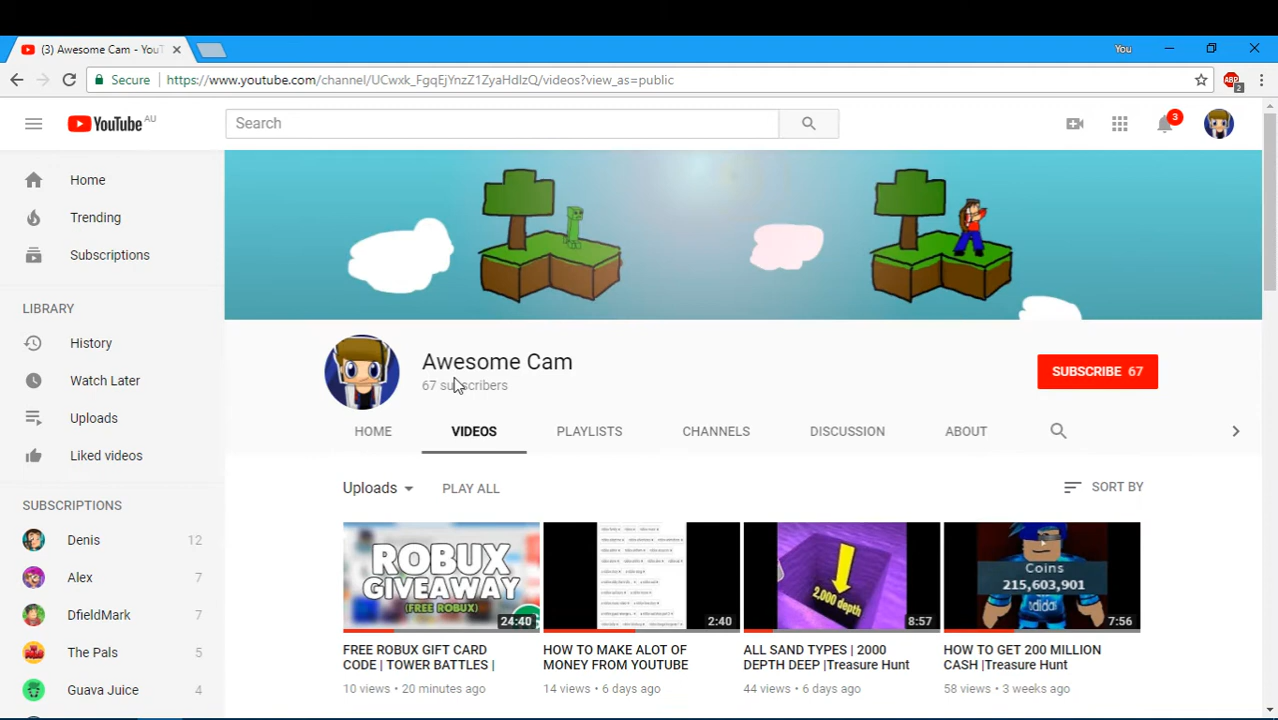 (3) Awesome Cam - YouT
You
Secure
https://www.youtube.com/channel/UCwxk_FgqEjYnzZ1ZyaHdIzQ/videos?view_as=public
ABP
2
YouTube AU
Search
3
Home
Trending
Subscriptions
LIBRARY
History
Watch Later
Uploads
Liked videos
SUBSCRIPTIONS
Denis 12
Alex 7
DfieldMark 7
The Pals 5
Guava Juice 4
Awesome Cam
67 subscribers
SUBSCRIBE 67
HOME VIDEOS PLAYLISTS CHANNELS DISCUSSION ABOUT
Uploads PLAY ALL SORT BY
ROBUX
GIVEAWAY
(FREE ROBUX)
24:40
FREE ROBUX GIFT CARD
CODE | TOWER BATTLES |
10 views • 20 minutes ago
2:40
HOW TO MAKE ALOT OF
MONEY FROM YOUTUBE
14 views • 6 days ago
2,000 depth
8:57
ALL SAND TYPES | 2000
DEPTH DEEP |Treasure Hunt
44 views • 6 days ago
Coins
215,603,901
adidas
7:56
HOW TO GET 200 MILLION
CASH |Treasure Hunt
58 views • 3 weeks ago